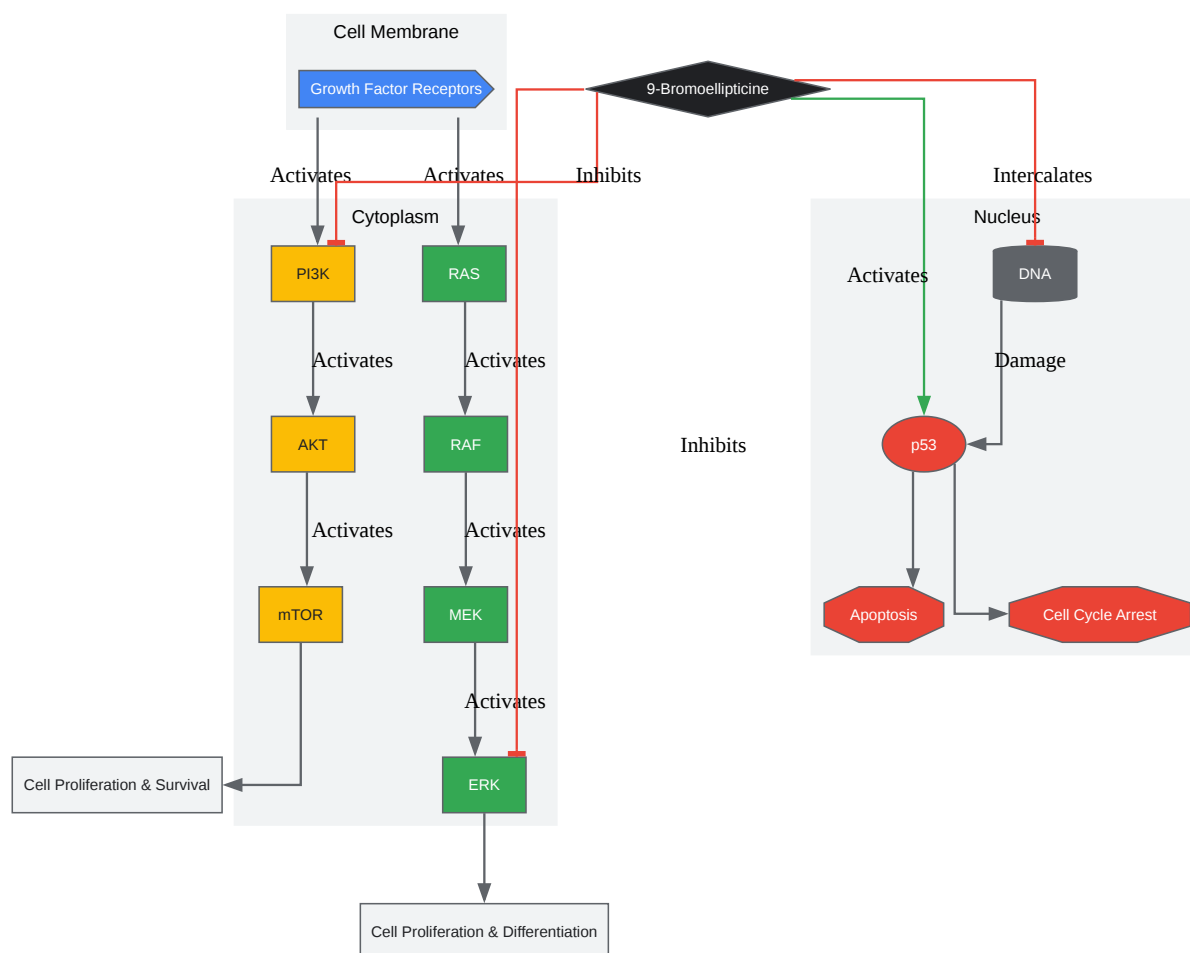 Cell Membrane
Growth Factor Receptors
9-Bromoellipticine
Activates
Activates
Inhibits
Intercalates
Cytoplasm
Nucleus
PI3K
RAS
Activates
DNA
Activates
Activates
Damage
AKT
RAF
Inhibits
p53
Activates
Activates
mTOR
MEK
Apoptosis
Cell Cycle Arrest
Activates
Cell Proliferation & Survival
ERK
Cell Proliferation & Differentiation